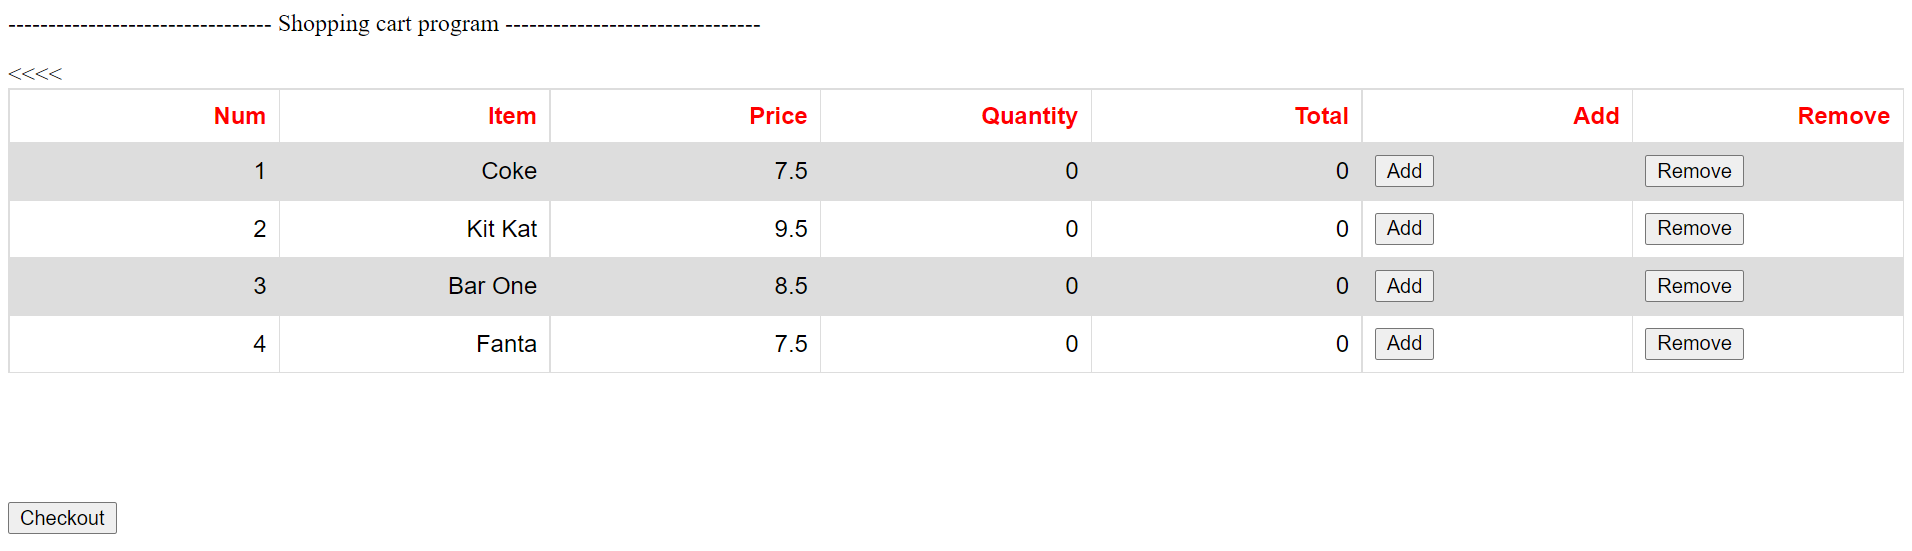 --------------------------------- Shopping cart program --------------------------------
<<<<
Num Item Price Quantity Total Add Remove
1 Coke 7.5 0 0 Add Remove
2 Kit Kat 9.5 0 0 Add Remove
3 Bar One 8.5 0 0 Add Remove
4 Fanta 7.5 0 0 Add Remove
Checkout